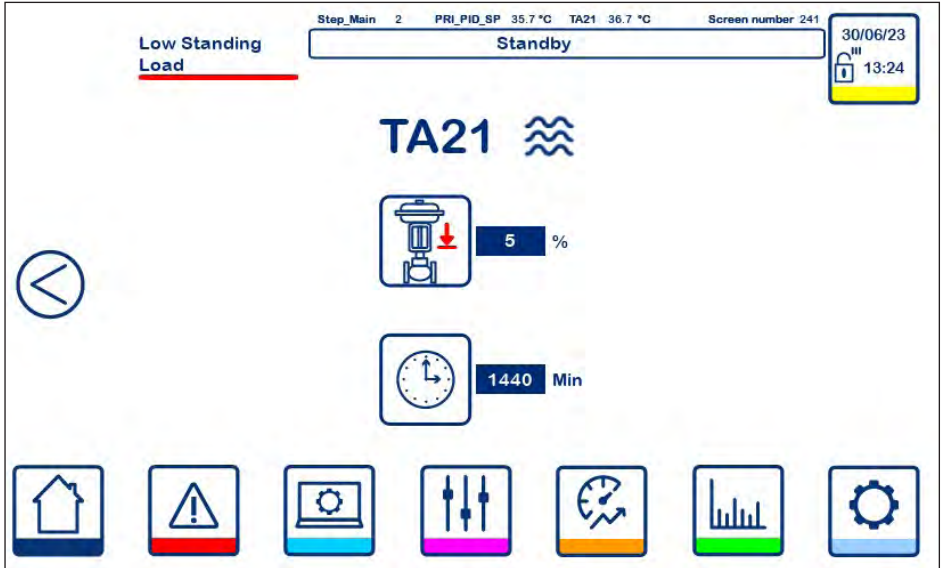 Step_Main 2 PRI_PID_SP 35.7 °C TA21 36.7 °C Screen number 241
Low Standing
Load
Standby
30/06/23
III
13:24
TA21
5 %
1440 Min